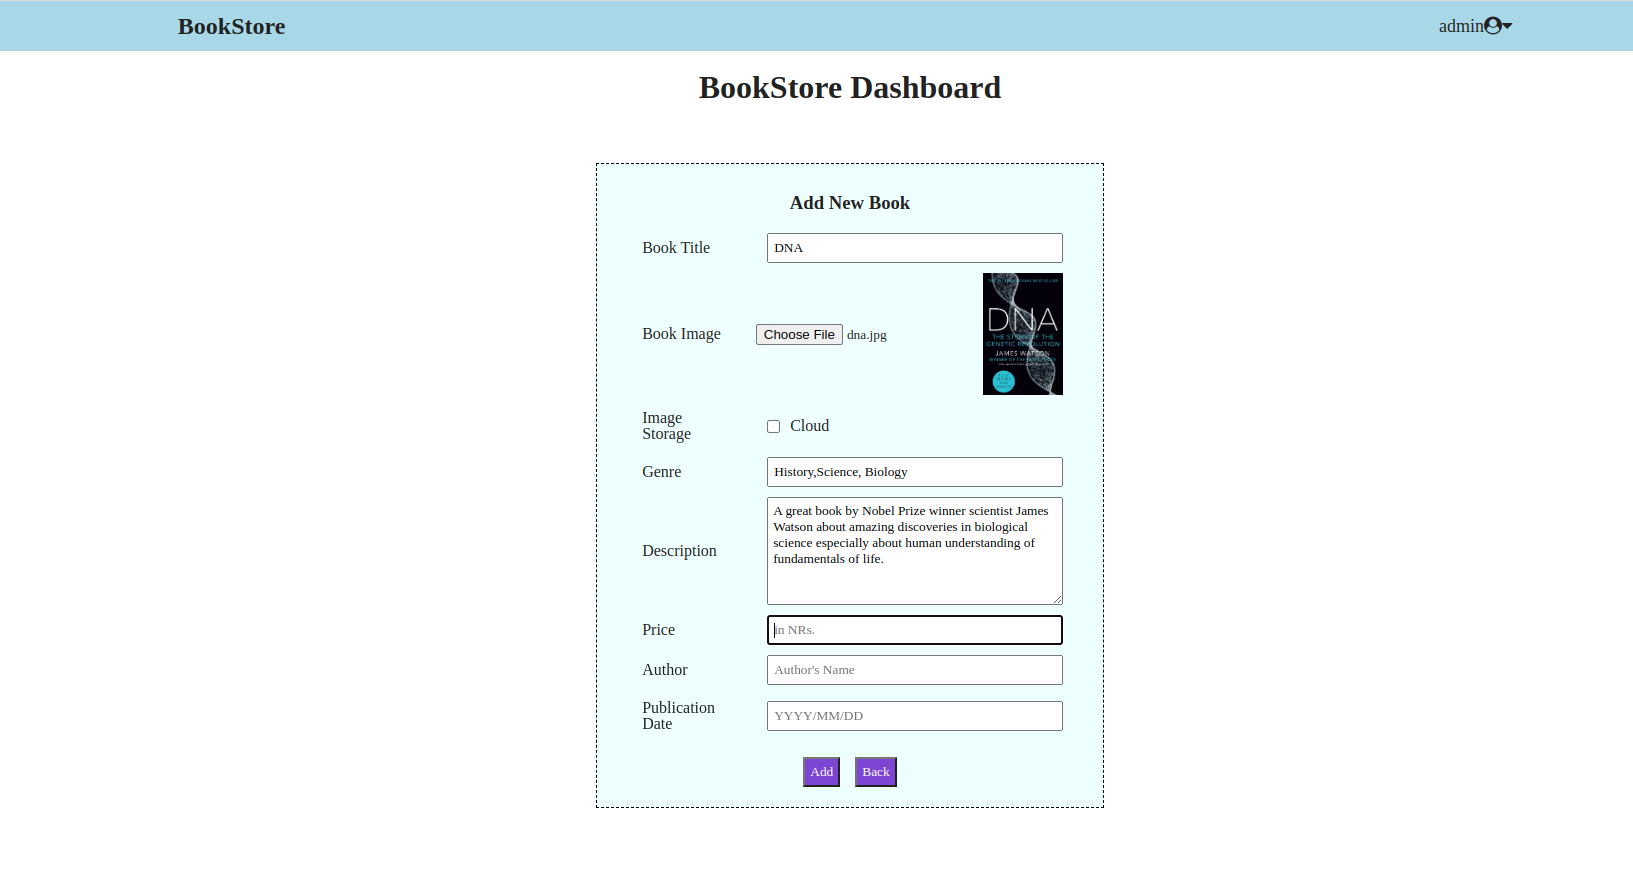 BookStore
admin
BookStore Dashboard
Add New Book
Book Title
DNA
Book Image
Choose File dna.jpg
DNA
THE STORY OF THE
GENETIC REVOLUTION
JAMES WATSON
Image
Storage
Cloud
Genre
History,Science, Biology
Description
A great book by Nobel Prize winner scientist James
Watson about amazing discoveries in biological
science especially about human understanding of
fundamentals of life.
Price
in NRs.
Author
Author's Name
Publication
Date
YYYY/MM/DD
Add
Back